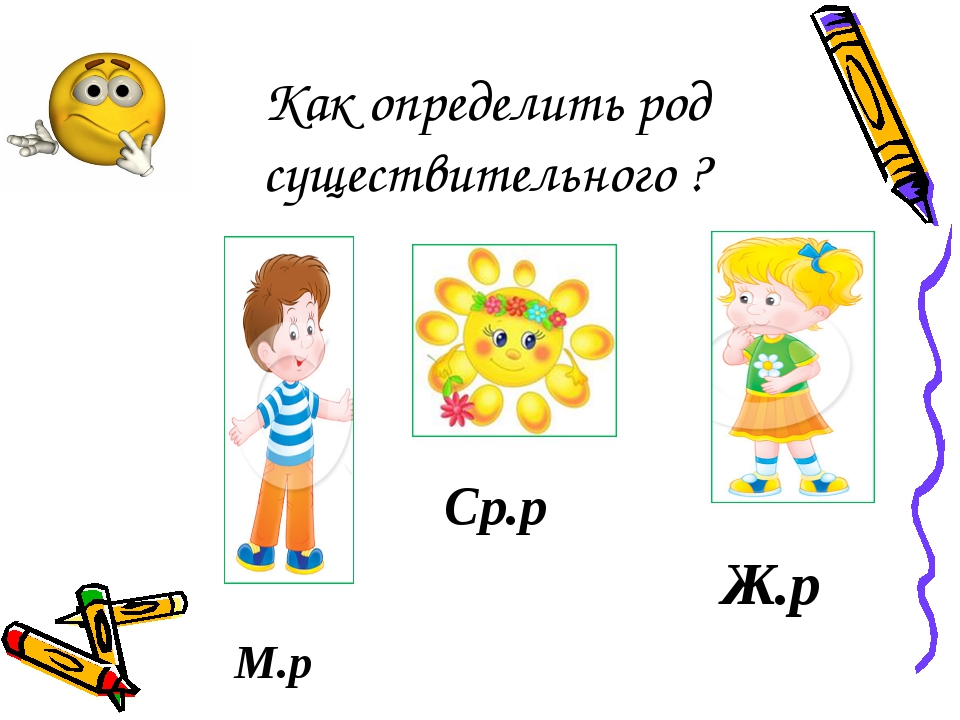 Как определить род
существительного ?
Ср.р
Ж.р
М.р